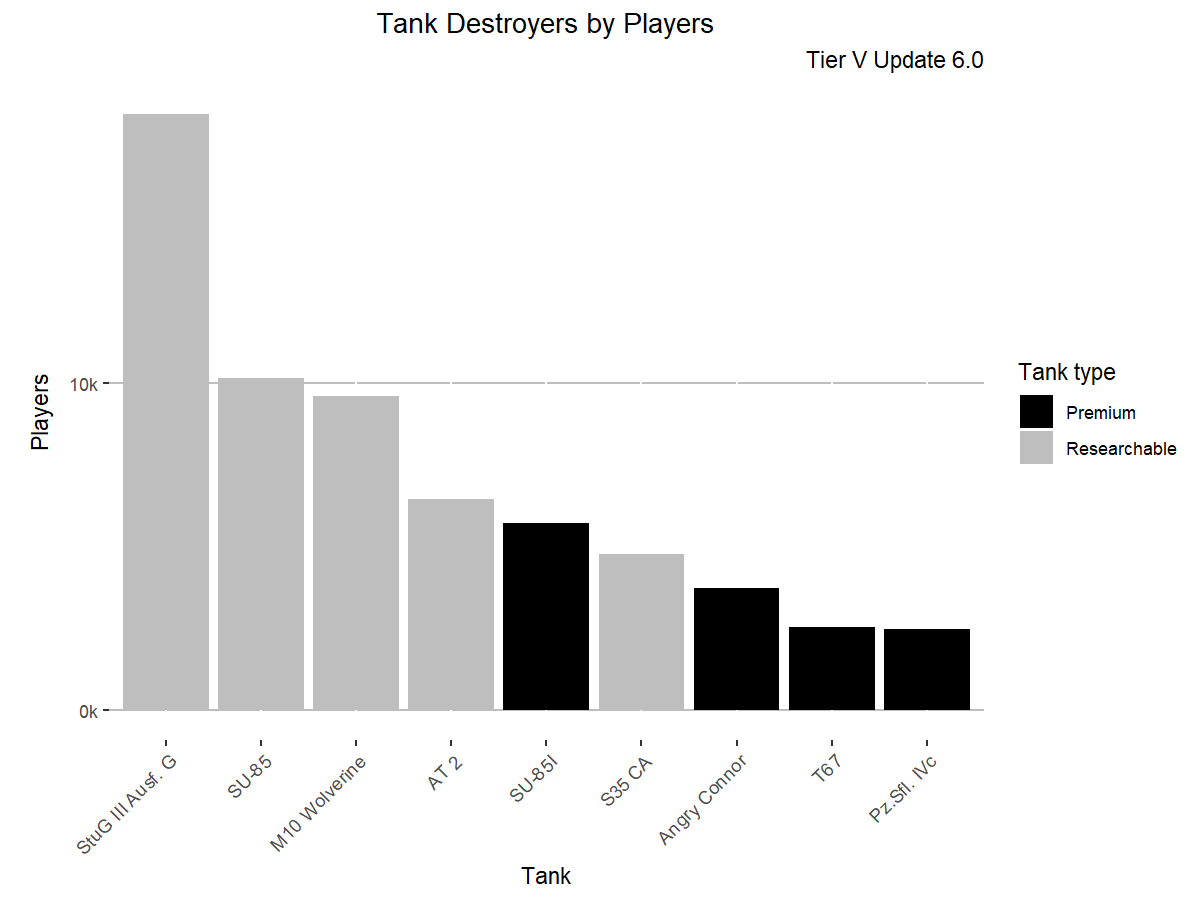 Tank Destroyers by Players
Tier V Update 6.0
Players
10k
0k
StuG III Ausf. G
SU-85
M10 Wolverine
AT 2
SU-85I
S35 CA
Angry Connor
T67
Pz.Sfl. IVc
Tank
Tank type
Premium
Researchable